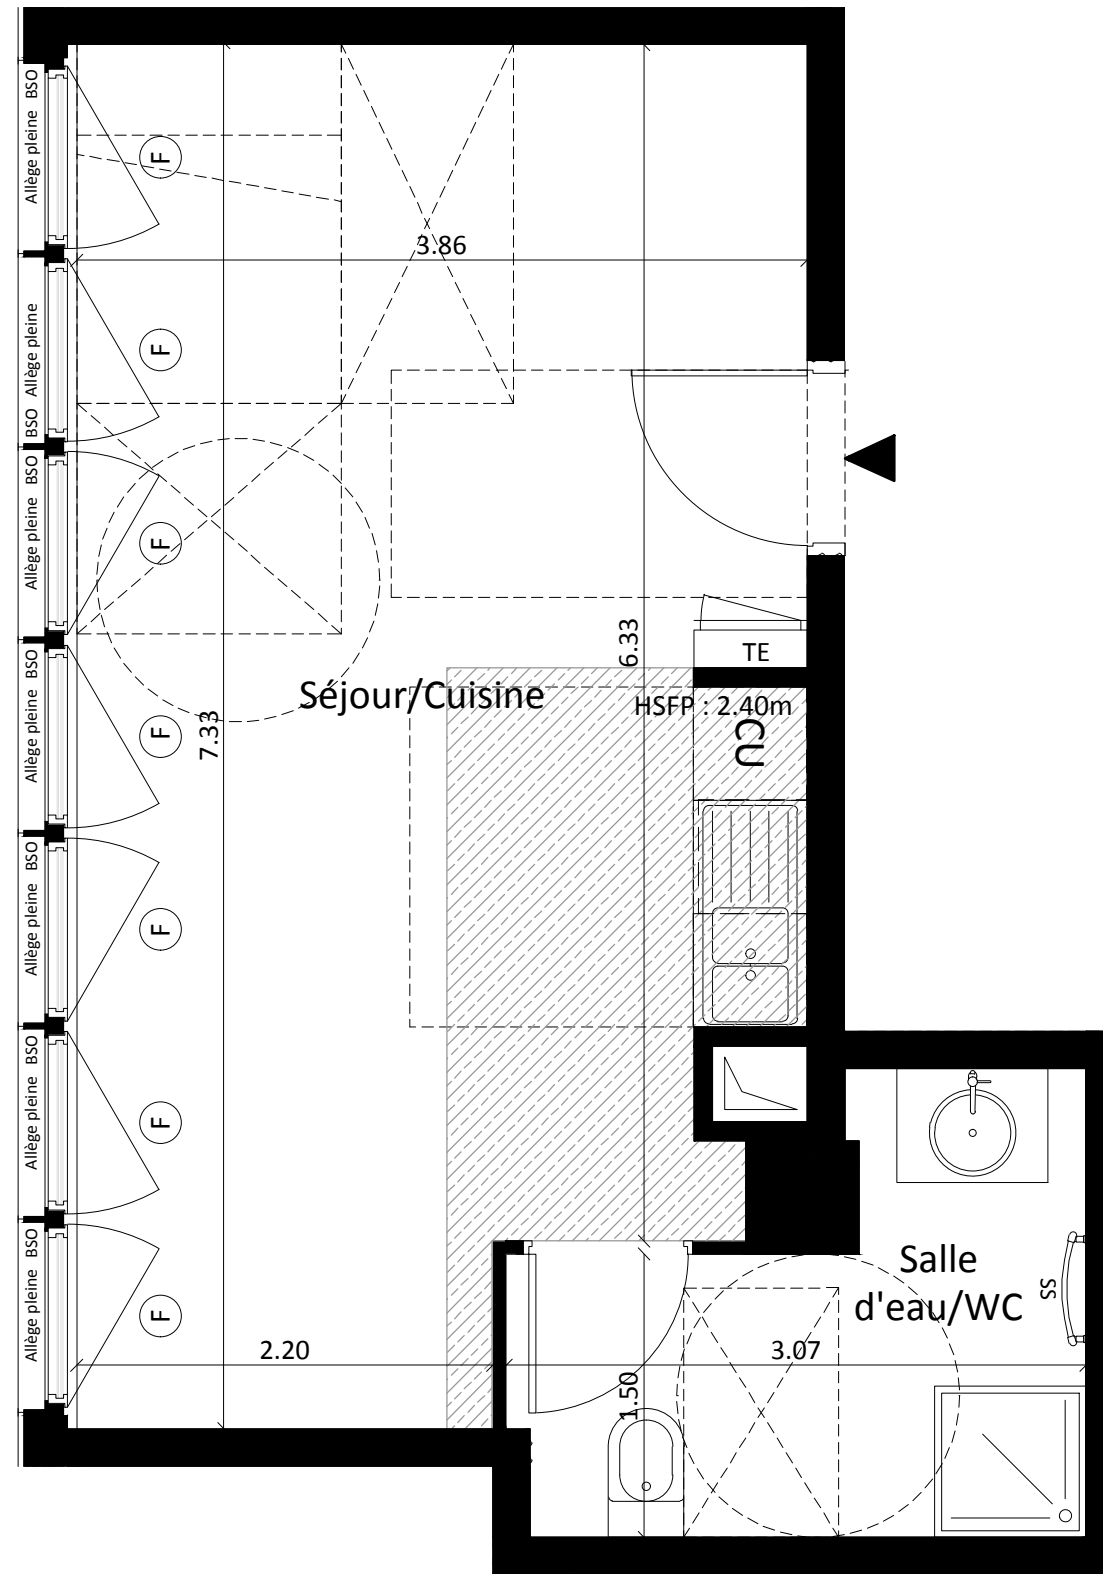 BSO
Allège pleine
F
3.86
Allège pleine
F
BSO
BSO
Allège pleine
F
6.33
TE
BSO
Allège pleine
F
Séjour/Cuisine
HSFP : 2.40m
7.33
CU
BSO
Allège pleine
F
BSO
Allège pleine
F
BSO
Allège pleine
F
Salle
d'eau/WC
SS
2.20
3.07
1.50